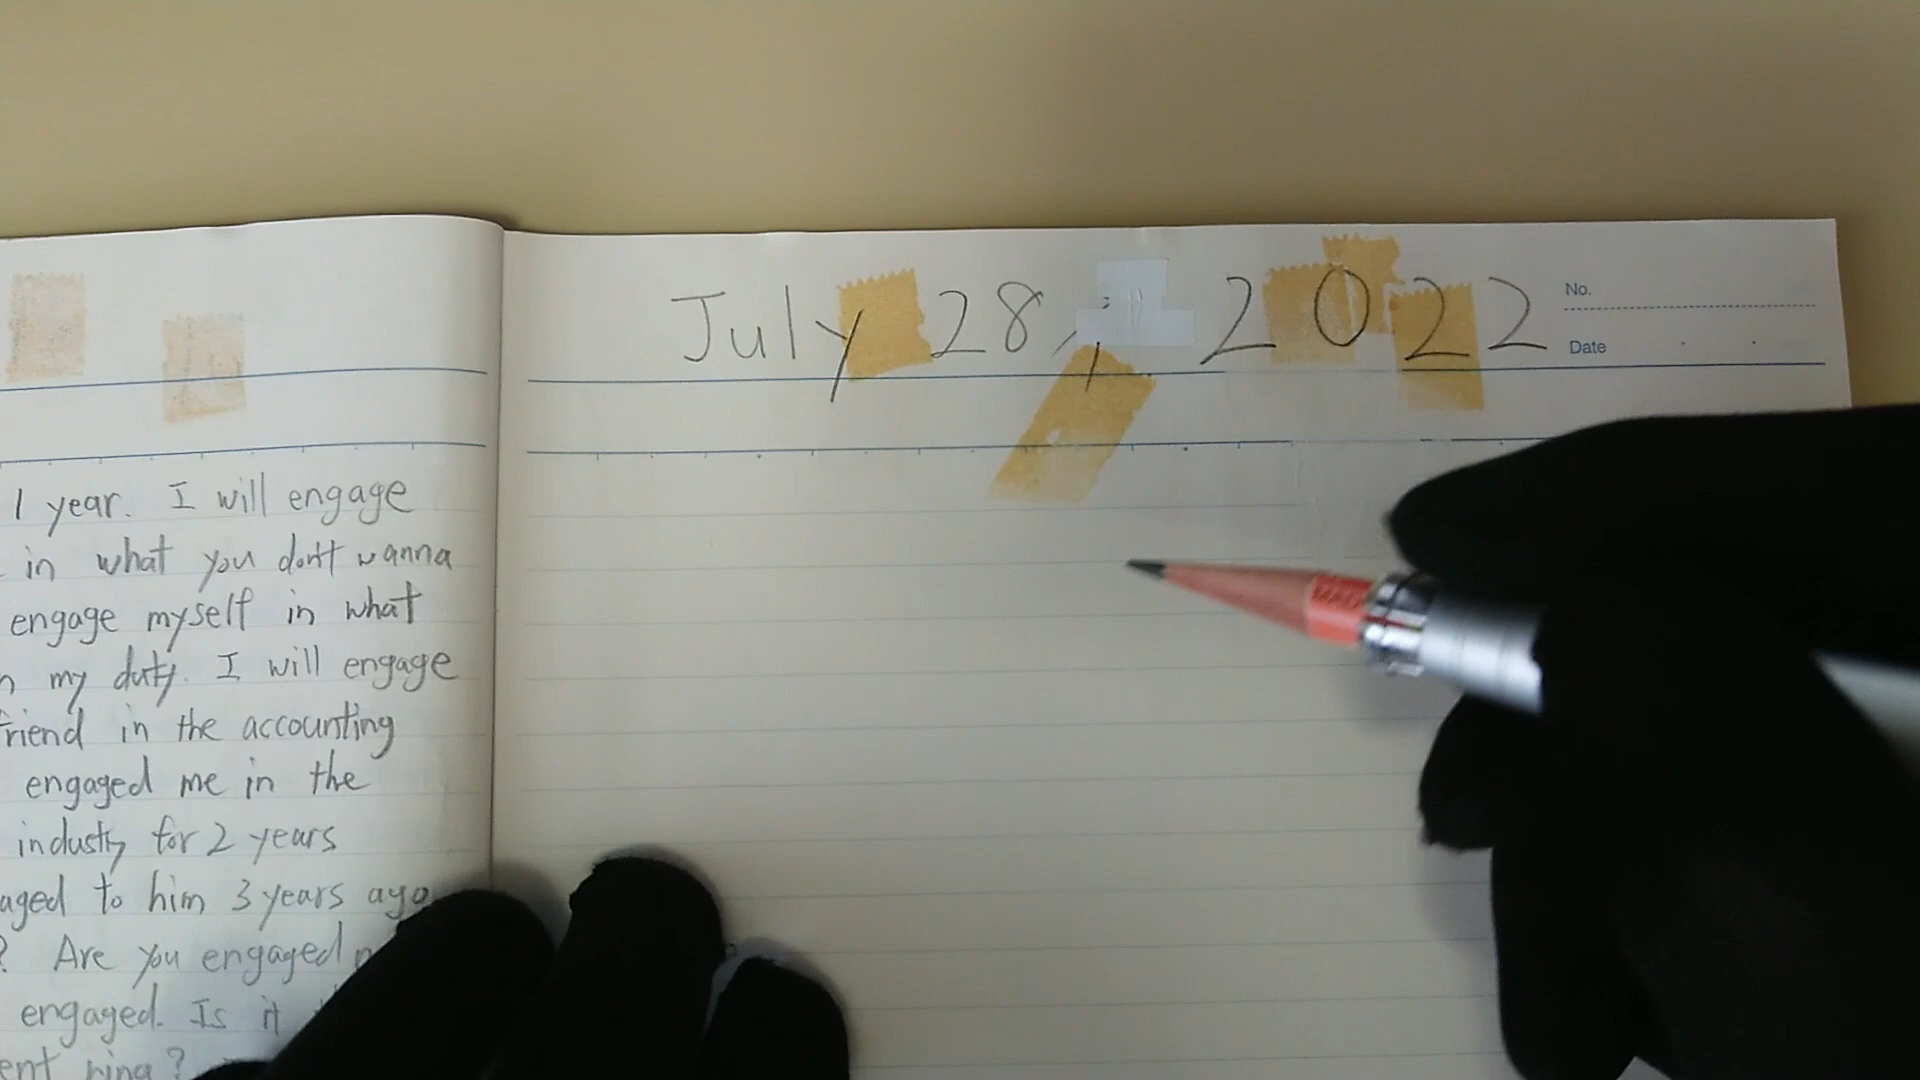 1 year. I will engage
in what you don't wanna
engage myself in what
my duty. I will engage
friend in the accounting
engaged me in the
industry for 2 years
aged to him 3 years ago
? Are you engaged
engaged. Is it
ent ring?
July 28, 2022
No.
Date